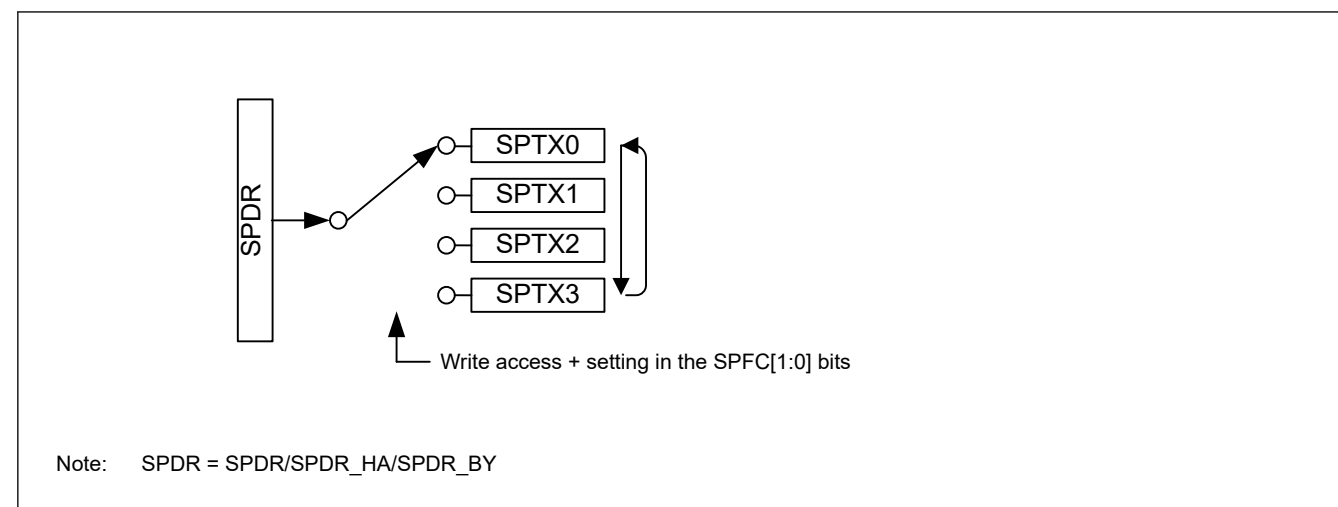 SPDR
SPTX0
SPTX1
SPTX2
SPTX3
Write access + setting in the SPFC[1:0] bits
Note: SPDR = SPDR/SPDR_HA/SPDR_BY